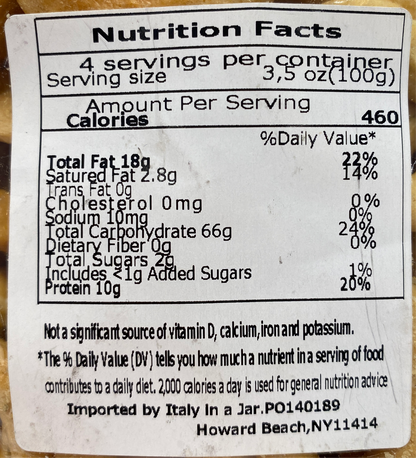 Nutrition Facts
4 servings per container
Serving size 3,5 oz(100g)
Amount Per Serving
Calories 460
%Daily Value*
Total Fat 18g 22%
Satured Fat 2.8g 14%
Trans Fat 0g
Cholesterol 0mg 0%
Sodium 10mg 0%
Total Carbohydrate 66g 24%
Dietary Fiber 0g 0%
Total Sugars 2g
Includes <1g Added Sugars 1%
Protein 10g 20%
Not a significant source of vitamin D, calcium,iron and potassium.
*The % Daily Value (DV) tells you how much a nutrient in a serving of food
contributes to a daily diet. 2,000 calories a day is used for general nutrition advice
Imported by Italy In a Jar.PO140189
Howard Beach,NY11414